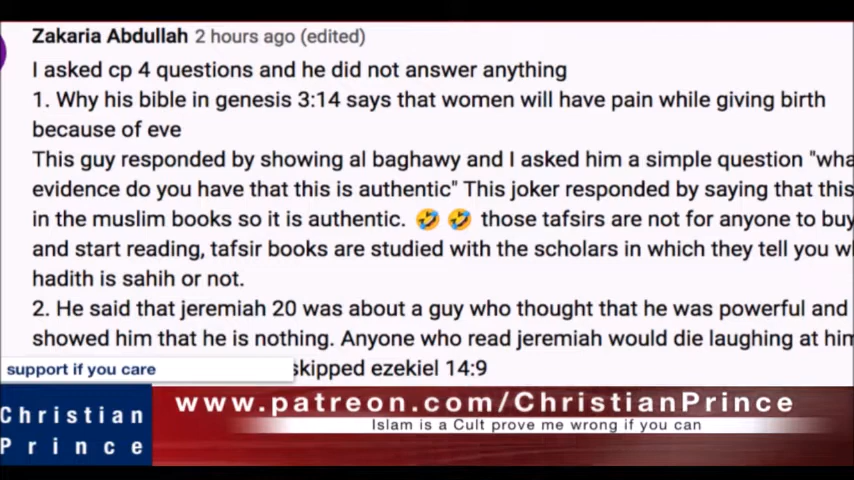 Zakaria Abdullah 2 hours ago (edited)
I asked cp 4 questions and he did not answer anything
1. Why his bible in genesis 3:14 says that women will have pain while giving birth
because of eve
This guy responded by showing al baghawy and I asked him a simple question "wha
evidence do you have that this is authentic" This joker responded by saying that this
in the muslim books so it is authentic. 🤣 🤣 those tafsirs are not for anyone to buy
and start reading, tafsir books are studied with the scholars in which they tell you
hadith is sahih or not.
2. He said that jeremiah 20 was about a guy who thought that he was powerful and
showed him that he is nothing. Anyone who read jeremiah would die laughing at him
skipped ezekiel 14:9
support if you care
Christian
Prince
www.patreon.com/ChristianPrince
Islam is a Cult prove me wrong if you can